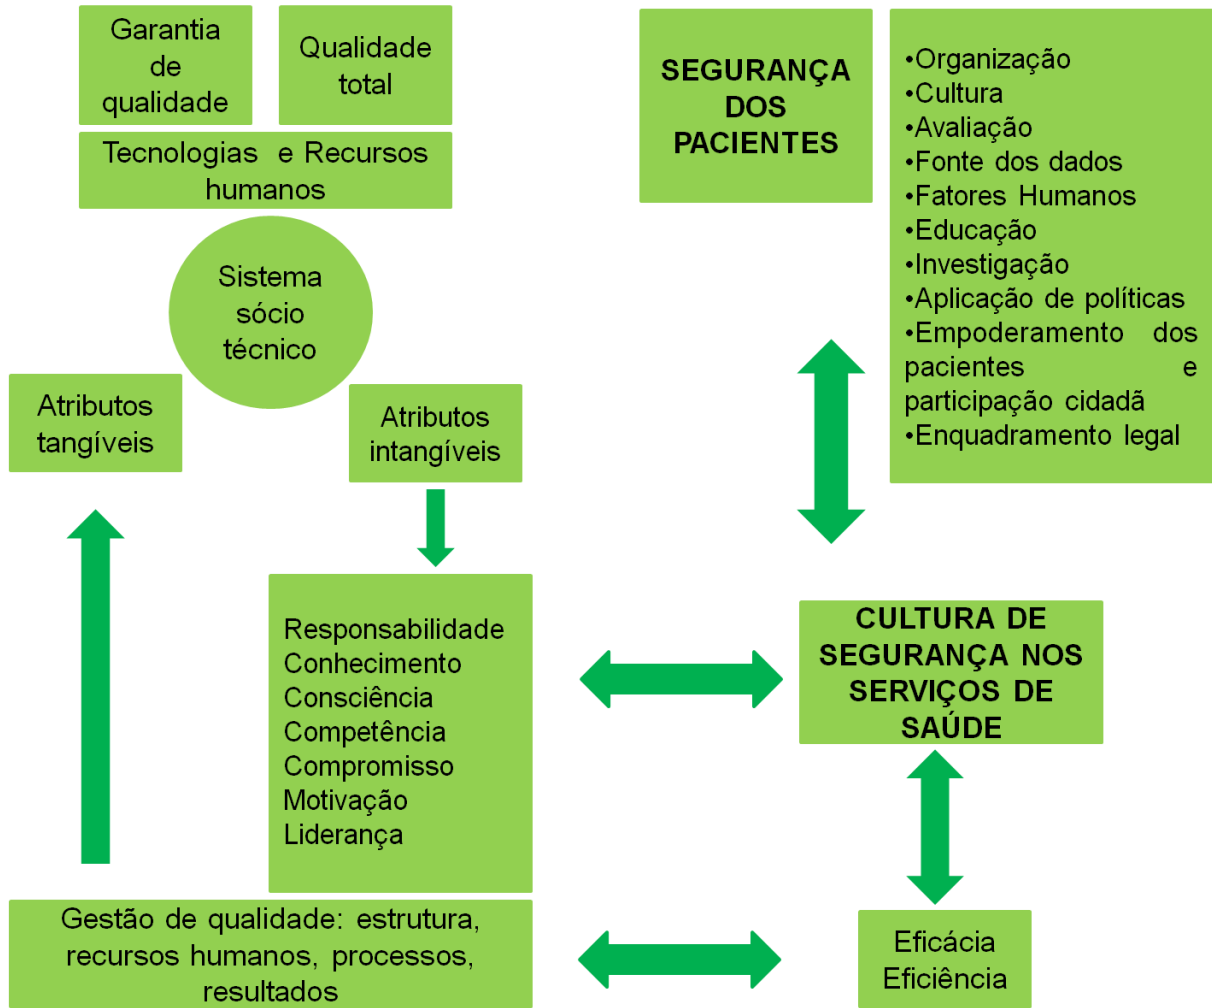 Garantia
de
qualidade
Qualidade
total
Tecnologias e Recursos
humanos
Sistema
sócio
técnico
Atributos
tangíveis
Atributos
intangíveis
Responsabilidade
Conhecimento
Consciência
Competência
Compromisso
Motivação
Liderança
Gestão de qualidade: estrutura,
recursos humanos, processos,
resultados
SEGURANÇA
DOS
PACIENTES
•Organização
•Cultura
•Avaliação
•Fonte dos dados
•Fatores Humanos
•Educação
•Investigação
•Aplicação de políticas
•Empoderamento dos
pacientes e
participação cidadã
•Enquadramento legal
CULTURA DE
SEGURANÇA NOS
SERVIÇOS DE
SAÚDE
Eficácia
Eficiência